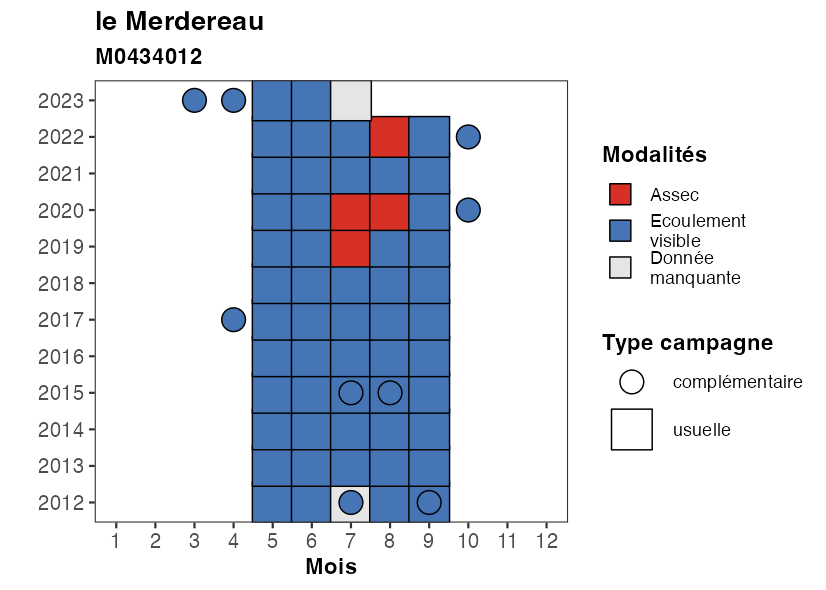 le Merdereau
M0434012
2023
2022
2021
2020
2019
2018
2017
2016
2015
2014
2013
2012
1 2 3 4 5 6 7 8 9 10 11 12
Mois
Modalités
Assec
Ecoulement
visible
Donnée
manquante
Type campagne
complémentaire
usuelle